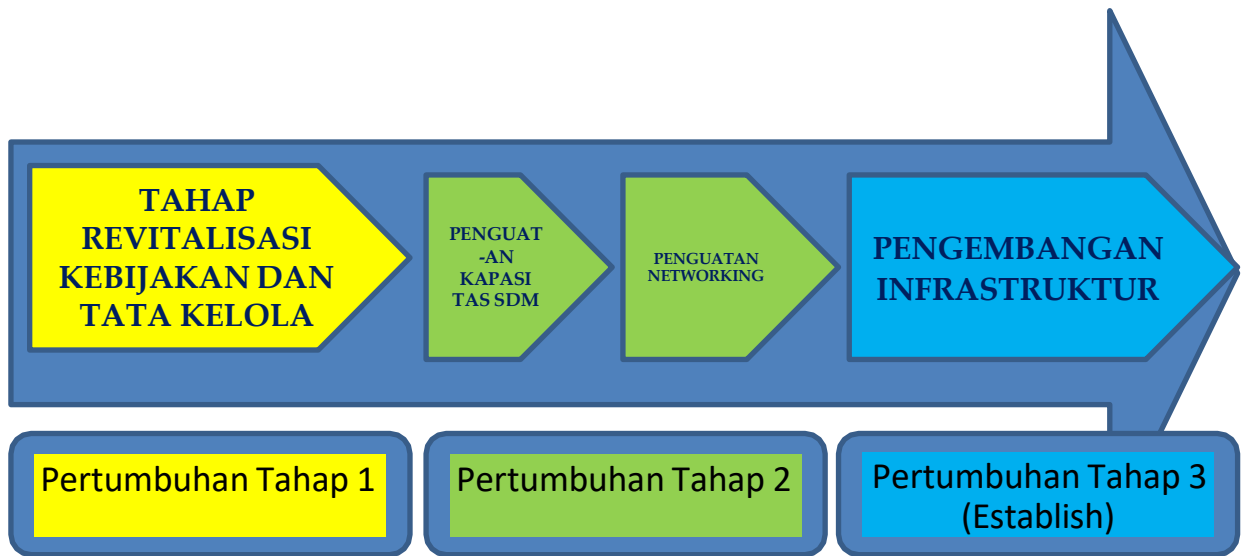 TAHAP
REVITALISASI
KEBIJAKAN DAN
TATA KELOLA
PENGUAT
-AN
KAPASI
TAS SDM
PENGUATAN
NETWORKING
PENGEMBANGAN
INFRASTRUKTUR
Pertumbuhan Tahap 1
Pertumbuhan Tahap 2
Pertumbuhan Tahap 3
(Establish)